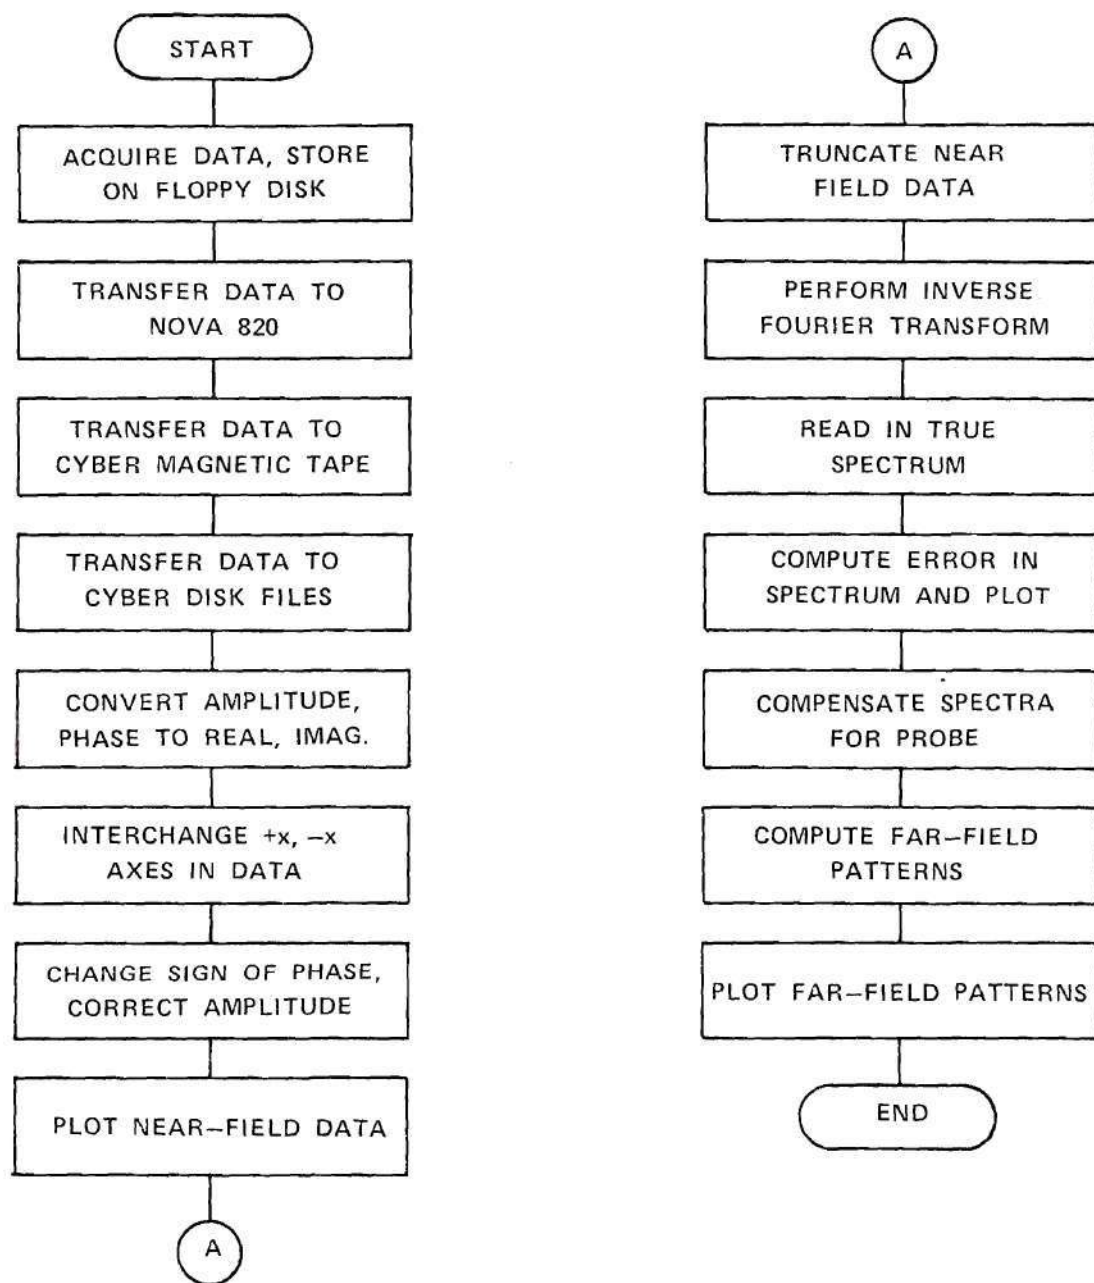 START
ACQUIRE DATA, STORE
ON FLOPPY DISK
TRANSFER DATA TO
NOVA 820
TRANSFER DATA TO
CYBER MAGNETIC TAPE
TRANSFER DATA TO
CYBER DISK FILES
CONVERT AMPLITUDE,
PHASE TO REAL, IMAG.
INTERCHANGE +x, –x
AXES IN DATA
CHANGE SIGN OF PHASE,
CORRECT AMPLITUDE
PLOT NEAR–FIELD DATA
A
A
TRUNCATE NEAR
FIELD DATA
PERFORM INVERSE
FOURIER TRANSFORM
READ IN TRUE
SPECTRUM
COMPUTE ERROR IN
SPECTRUM AND PLOT
COMPENSATE SPECTRA
FOR PROBE
COMPUTE FAR–FIELD
PATTERNS
PLOT FAR–FIELD PATTERNS
END